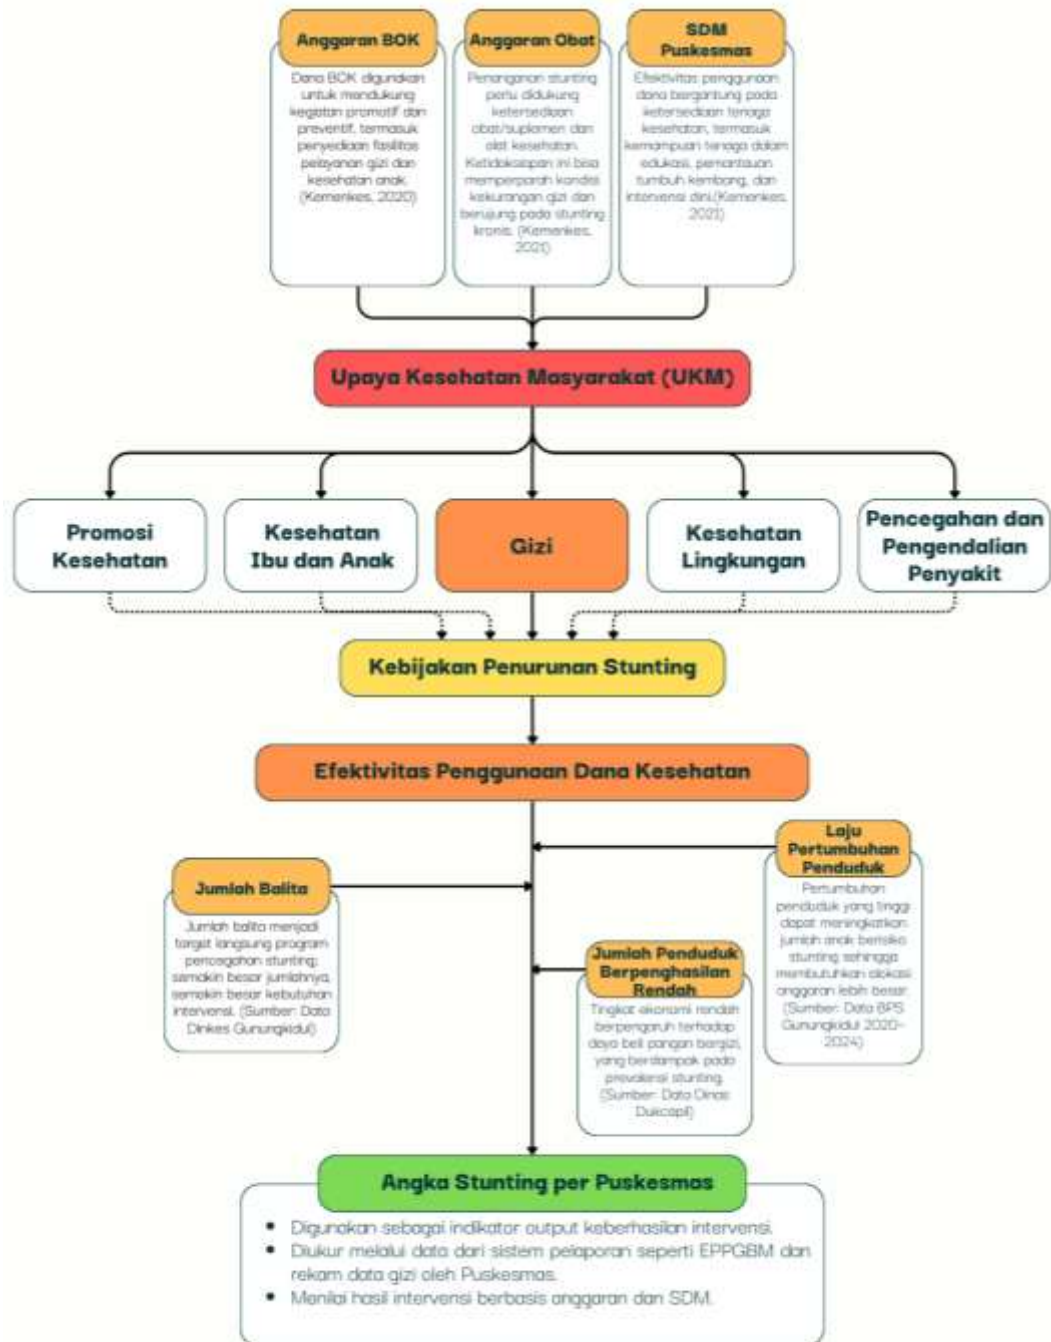 Anggaran BOK
Dana BOK digunakan
untuk mendukung
kegiatan promotif dan
preventif, termasuk
penyediaan fasilitas
pelayanan gizi dan
kesehatan anak.
(Kemenkes, 2020)
Anggaran Obat
Penanganan stunting
perlu didukung
ketersediaan
obat/suplemen dan
alat kesehatan.
Ketidaksiapan ini bisa
memperparah kondisi
kekurangan gizi dan
berujung pada stunting
kronis. (Kemenkes,
2021)
SDM
Puskesmas
Efektivitas penggunaan
dana bergantung pada
ketersediaan tenaga
kesehatan, termasuk
kemampuan tenaga dalam
edukasi, pemantauan
tumbuh kembang, dan
intervensi dini.(Kemenkes,
2021)
Upaya Kesehatan Masyarakat (UKM)
Promosi
Kesehatan
Kesehatan
Ibu dan Anak
Gizi
Kesehatan
Lingkungan
Pencegahan dan
Pengendalian
Penyakit
Kebijakan Penurunan Stunting
Efektivitas Penggunaan Dana Kesehatan
Laju
Pertumbuhan
Penduduk
Pertumbuhan
penduduk yang tinggi
dapat meningkatkan
jumlah anak berisiko
stunting sehingga
membutuhkan alokasi
anggaran lebih besar.
(Sumber: Data BPS
Gunungkidul 2020-
2024)
Jumlah Balita
Jumlah balita menjadi
target langsung program
pencegahan stunting;
semakin besar jumlahnya,
semakin besar kebutuhan
intervensi. (Sumber: Data
Dinkes Gunungkidul)
Jumlah Penduduk
Berpenghasilan
Rendah
Tingkat ekonomi rendah
berpengaruh terhadap
daya beli pangan bergizi,
yang berdampak pada
prevalensi stunting.
(Sumber: Data Dinas
Dukcapil)
Angka Stunting per Puskesmas
• Digunakan sebagai indikator output keberhasilan intervensi.
• Diukur melalui data dari sistem pelaporan seperti EPPGBM dan
rekam data gizi oleh Puskesmas.
• Menilai hasil intervensi berbasis anggaran dan SDM.